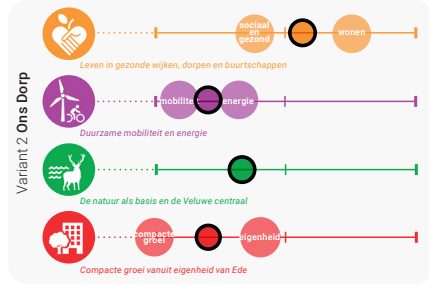 Variant 2 Ons Dorp
sociaal
en
gezond
wonen
Leven in gezonde wijken, dorpen en buurtschappen
mobiliteit
energie
Duurzame mobiliteit en energie
De natuur als basis en de Veluwe centraal
compacte
groei
eigenheid
Compacte groei vanuit eigenheid van Ede